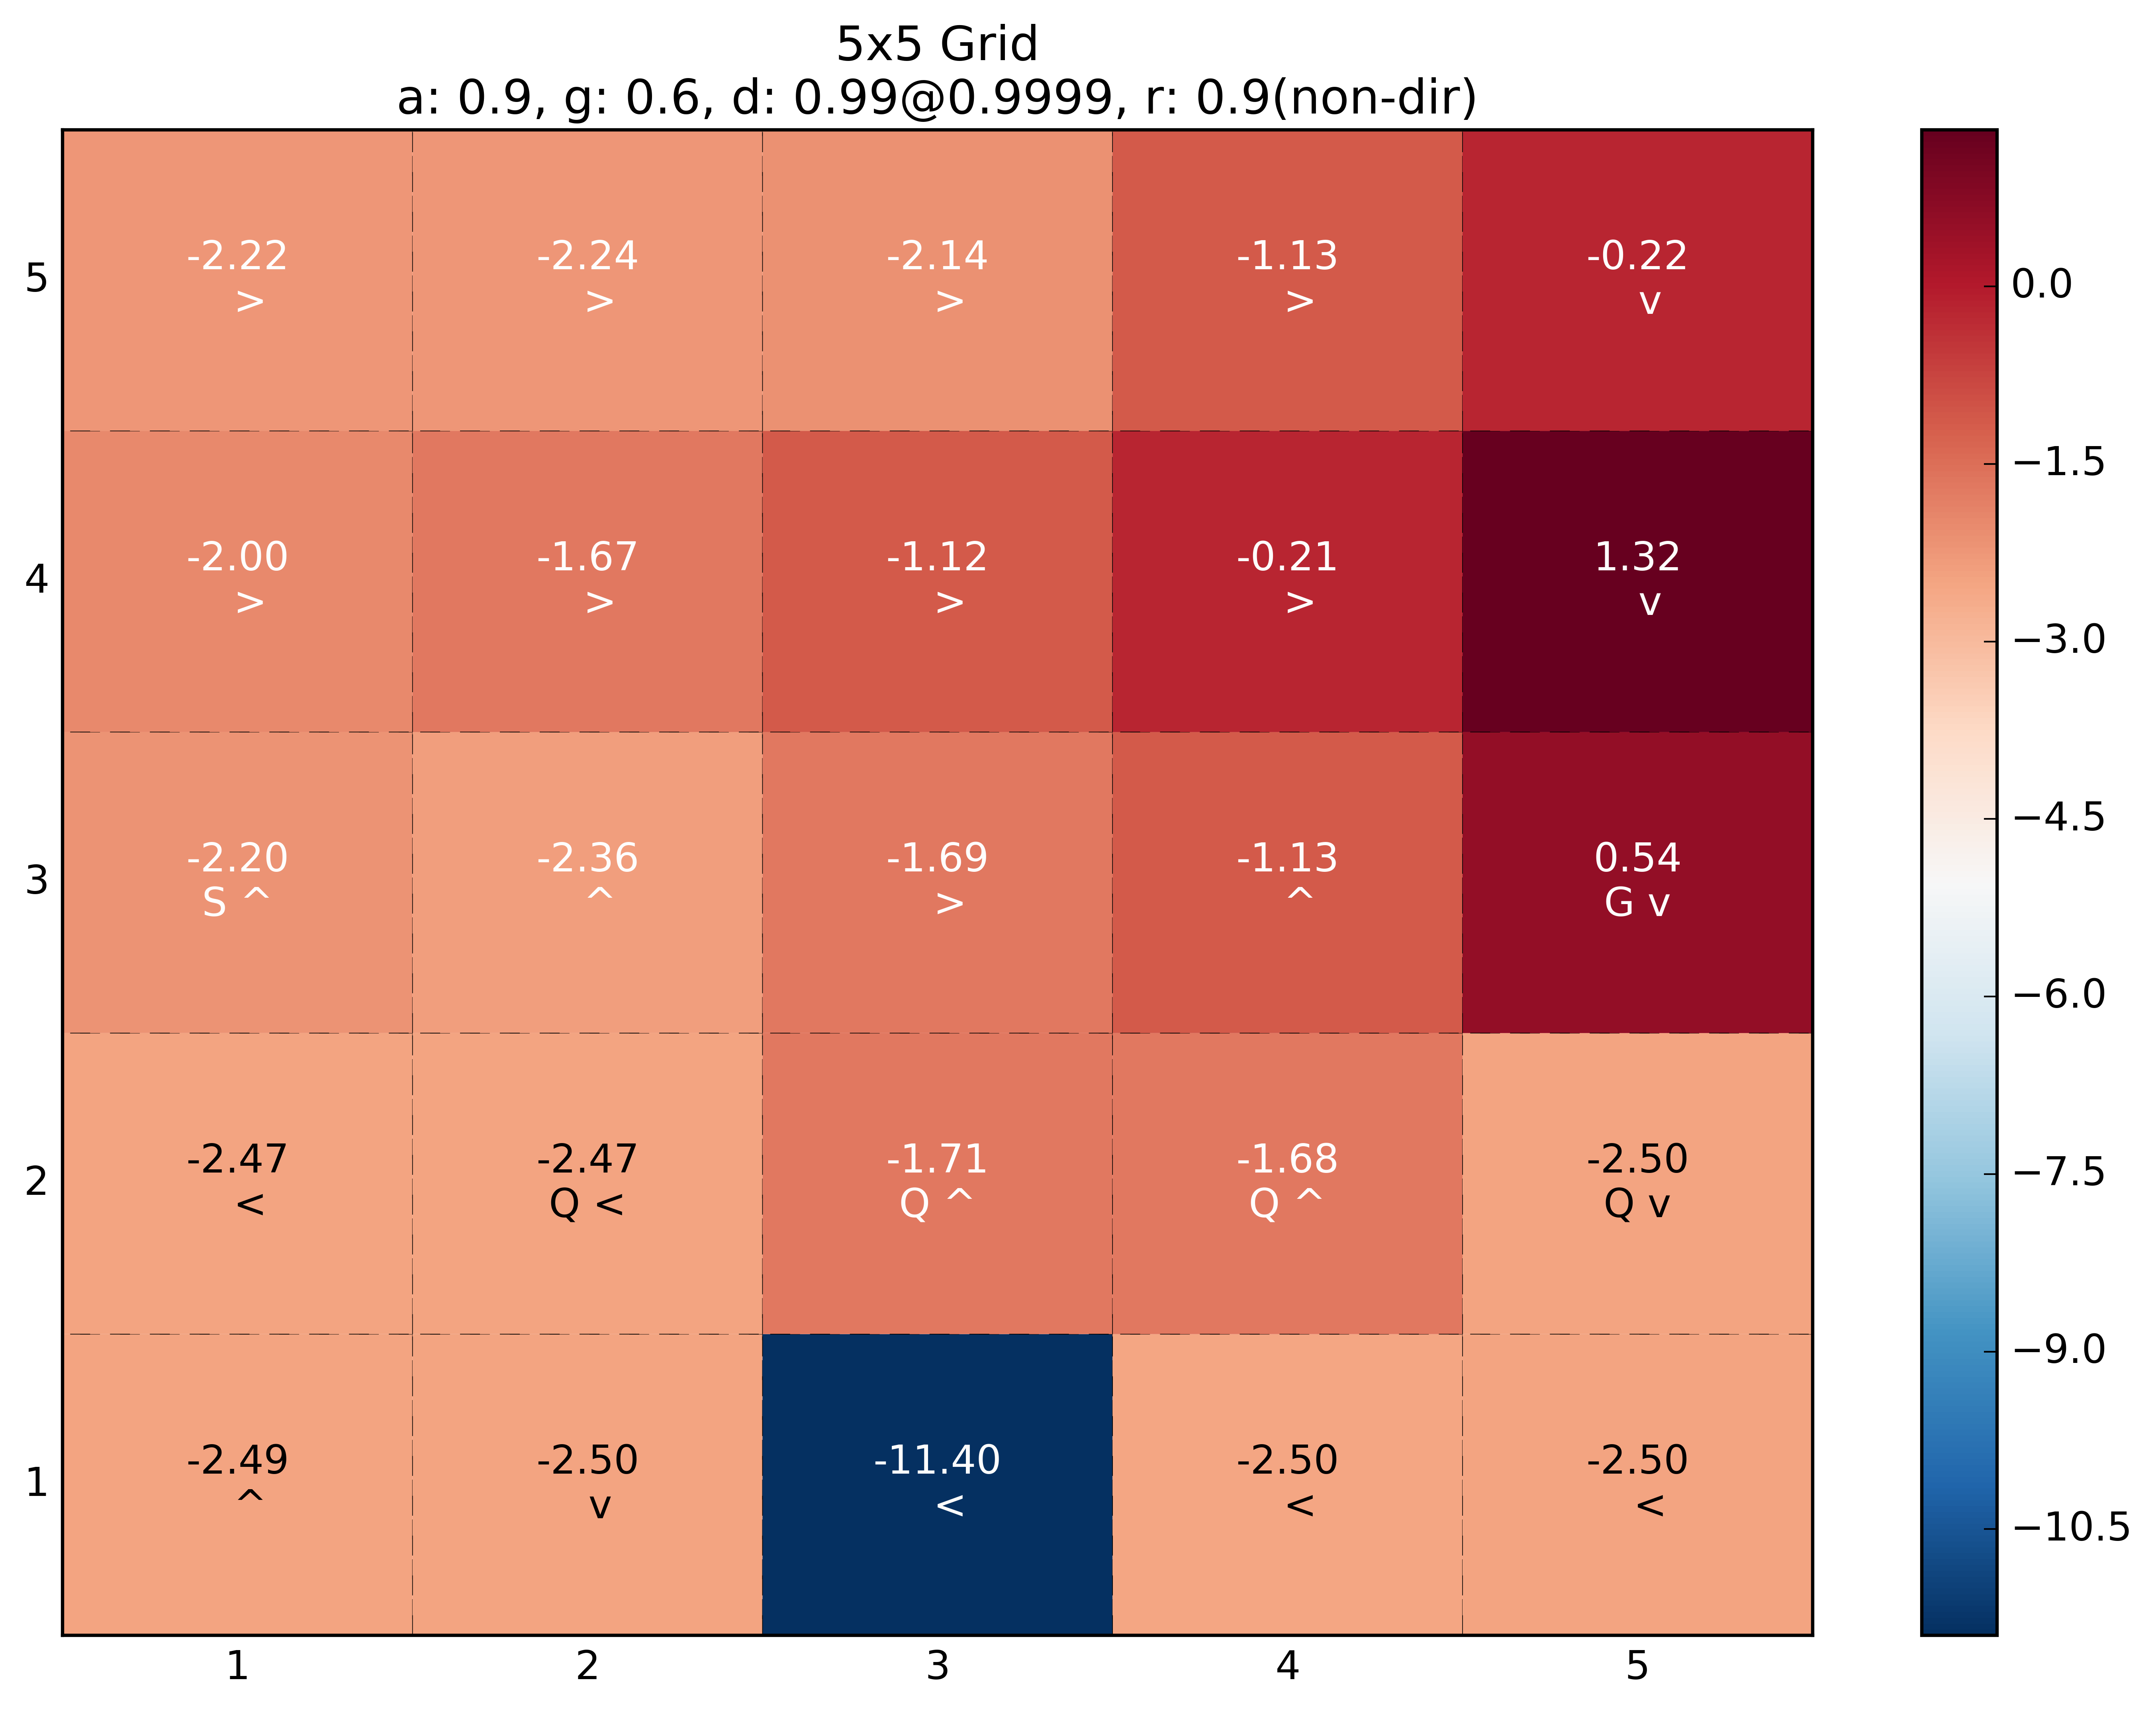 5x5 Grid
a: 0.9, g: 0.6, d: 0.99@0.9999, r: 0.9(non-dir)
5
-2.22 -2.24 -2.14 -1.13 -0.22
> > > > v
4
-2.00 -1.67 -1.12 -0.21 1.32
> > > > v
3
-2.20 -2.36 -1.69 -1.13 0.54
S ^ ^ > ^ G v
2
-2.47 -2.47 -1.71 -1.68 -2.50
< Q < Q ^ Q ^ Q v
1
-2.49 -2.50 -11.40 -2.50 -2.50
^ v < < <
1 2 3 4 5
0.0
−1.5
−3.0
−4.5
−6.0
−7.5
−9.0
−10.5